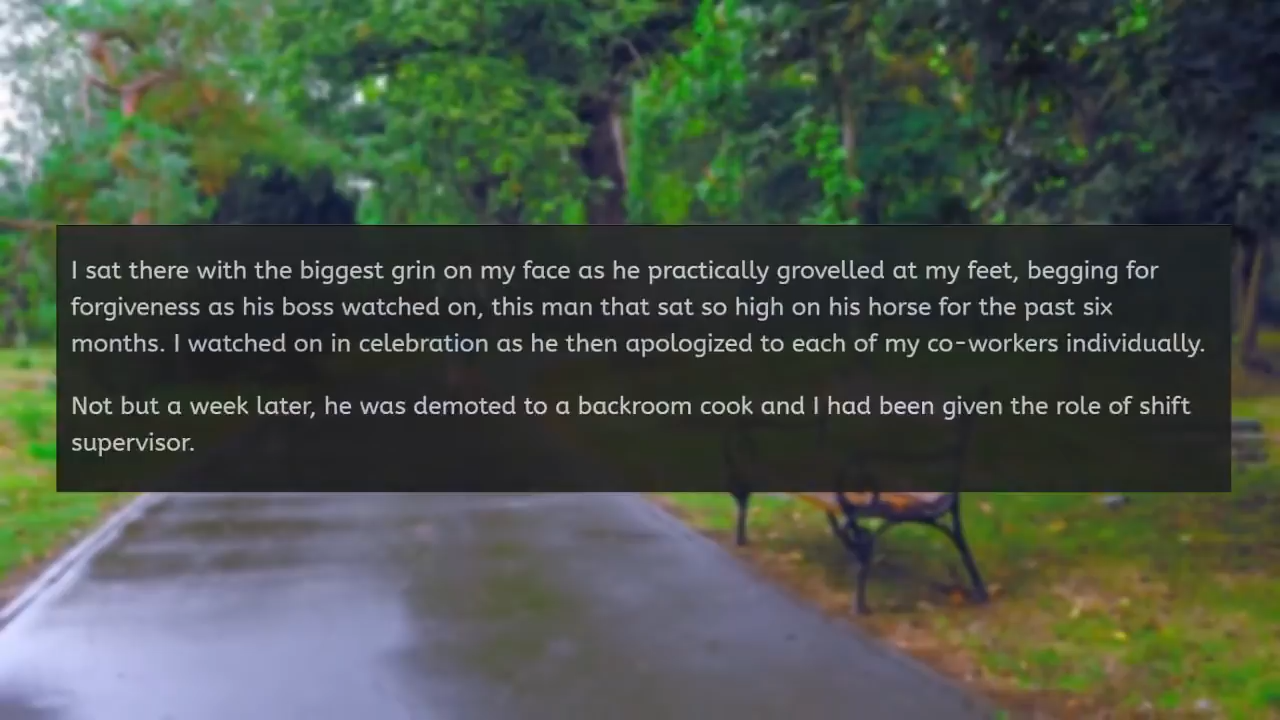 I sat there with the biggest grin on my face as he practically grovelled at my feet, begging for
forgiveness as his boss watched on, this man that sat so high on his horse for the past six
months. I watched on in celebration as he then apologized to each of my co-workers individually.
Not but a week later, he was demoted to a backroom cook and I had been given the role of shift
supervisor.